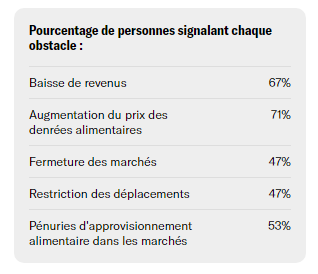 Pourcentage de personnes signalant chaque
obstacle :
Baisse de revenus 67%
Augmentation du prix des 71%
denrées alimentaires
Fermeture des marchés 47%
Restriction des déplacements 47%
Pénuries d'approvisionnement 53%
alimentaire dans les marchés